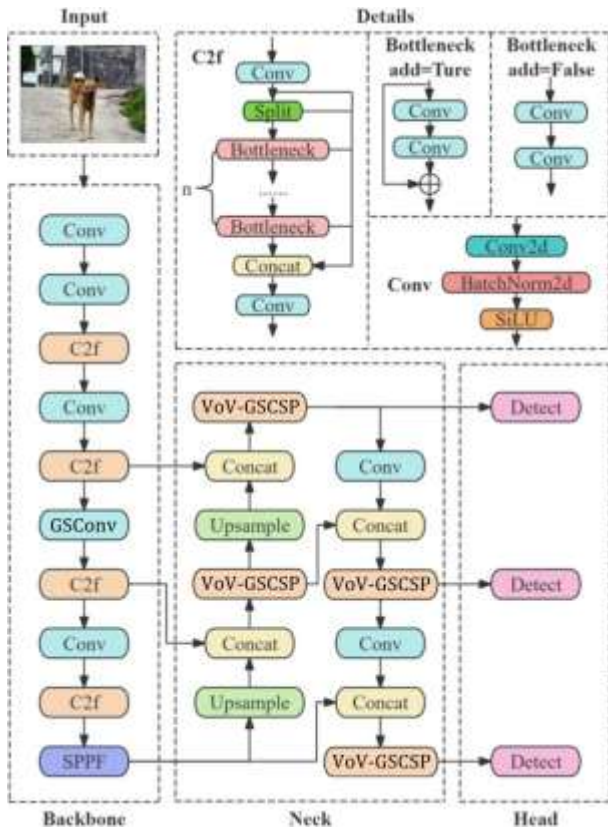 Input
Details
C2f
Conv
Split
Bottleneck
......
Bottleneck
n
Concat
Conv
Bottleneck
add=Ture
Conv
Conv
Bottleneck
add=False
Conv
Conv
Conv
Conv2d
BatchNorm2d
SiLU
Conv
Conv
C2f
Conv
C2f
GSConv
C2f
Conv
C2f
SPPF
Backbone
VoV-GSCSP
Concat
Upsample
VoV-GSCSP
Concat
Upsample
Conv
Concat
VoV-GSCSP
Conv
Concat
VoV-GSCSP
Neck
Detect
Detect
Detect
Head